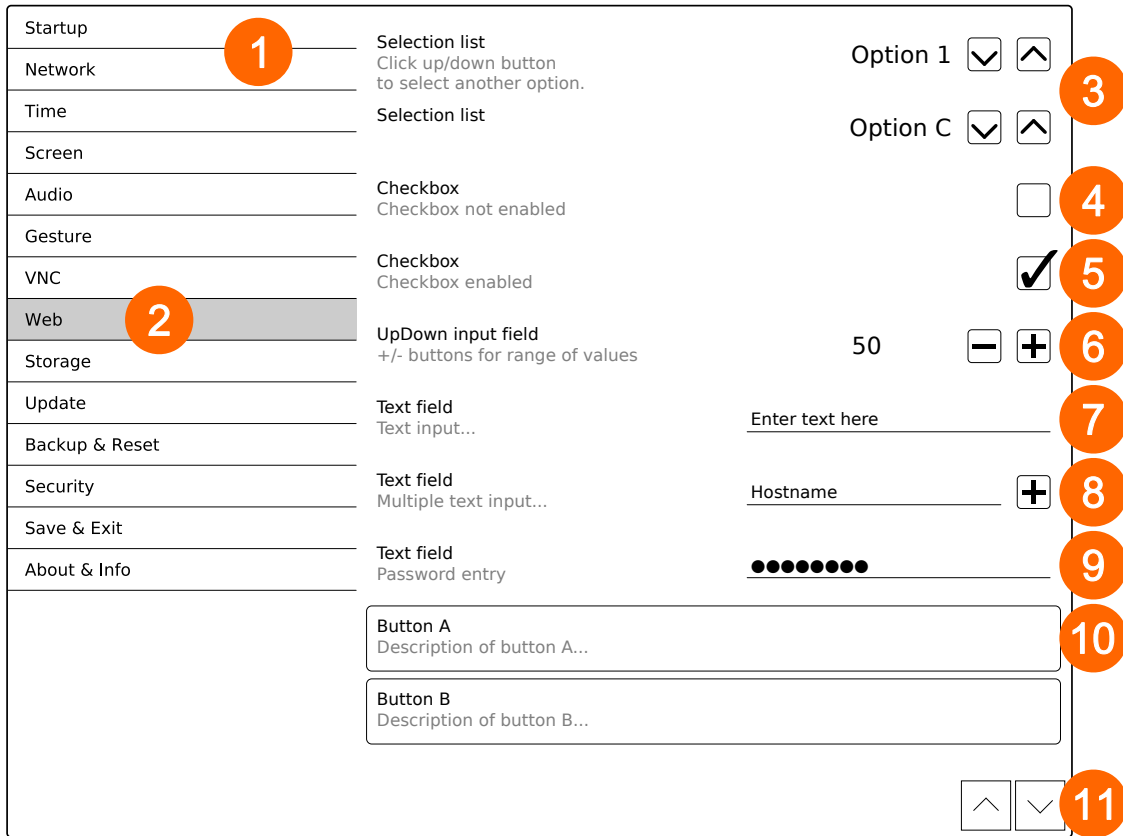 Startup
Network
Time
Screen
Audio
Gesture
VNC
Web
Storage
Update
Backup & Reset
Security
Save & Exit
About & Info
1
2
Selection list
Click up/down button
to select another option.
Option 1
Selection list
Option C
3
Checkbox
Checkbox not enabled
4
Checkbox
Checkbox enabled
5
UpDown input field
+/- buttons for range of values
50
6
Text field
Text input...
Enter text here
7
Text field
Multiple text input...
Hostname
8
Text field
Password entry
●●●●●●●●
9
Button A
Description of button A...
10
Button B
Description of button B...
11